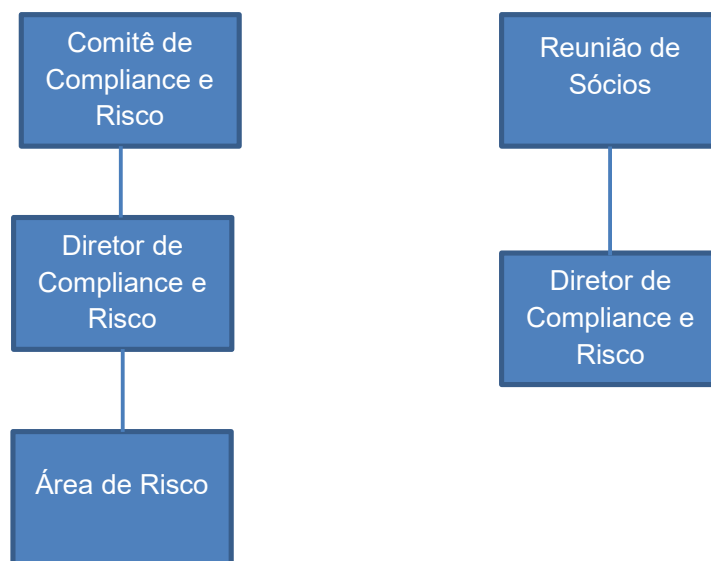 Comitê de
Compliance e
Risco
Diretor de
Compliance e
Risco
Área de Risco
Reunião de
Sócios
Diretor de
Compliance e
Risco